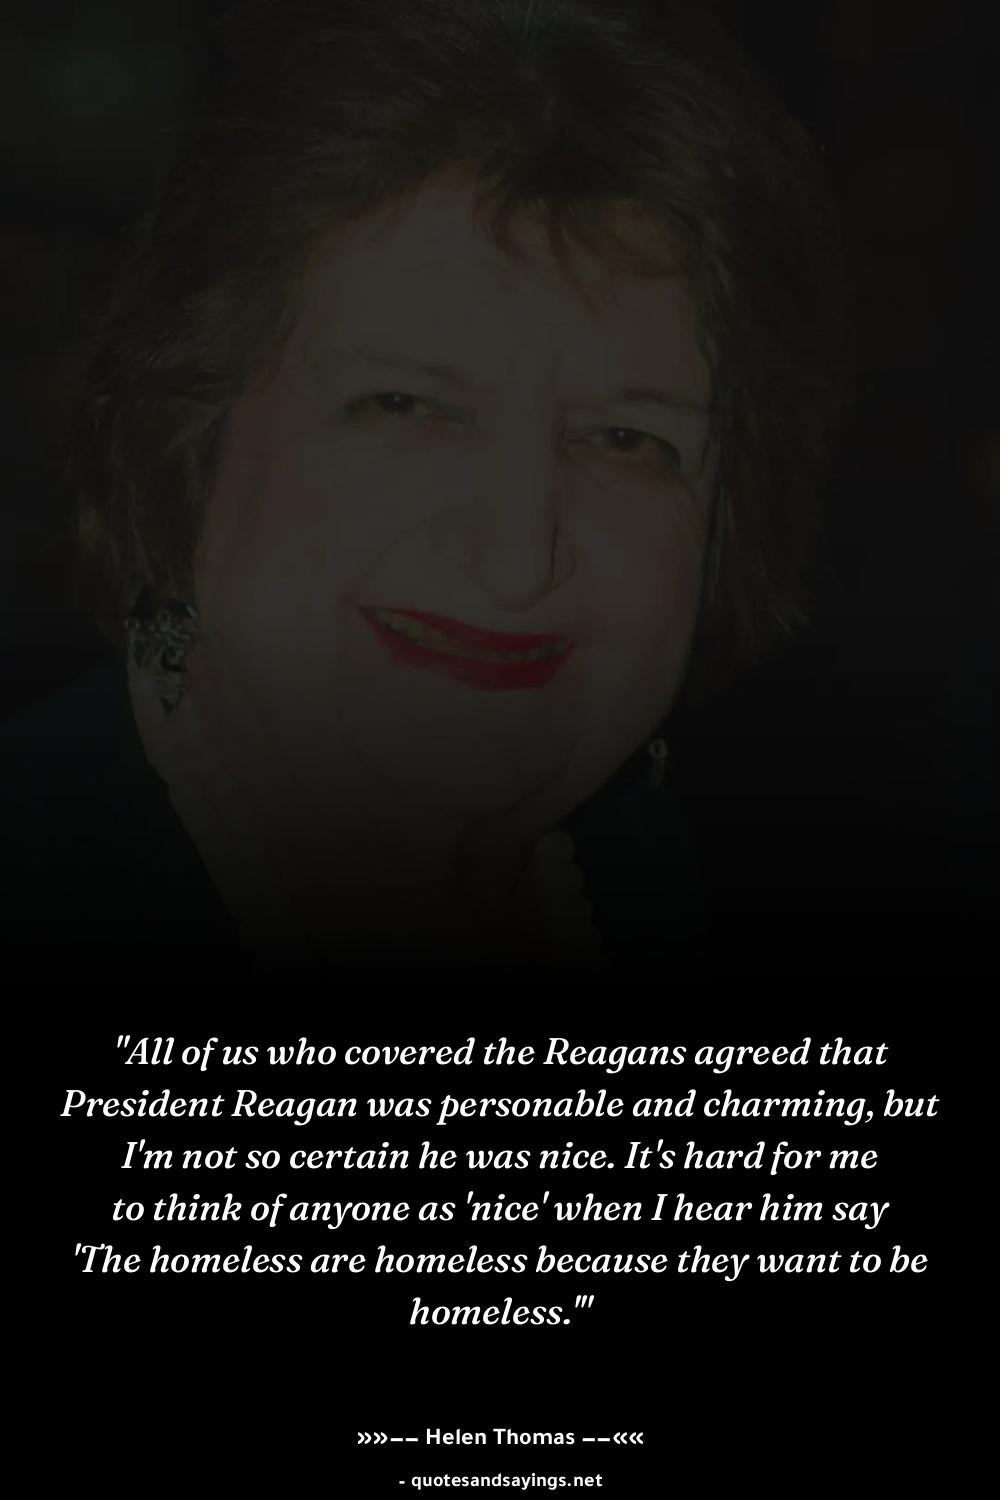 "All of us who covered the Reagans agreed that
President Reagan was personable and charming, but
I'm not so certain he was nice. It's hard for me
to think of anyone as 'nice' when I hear him say
'The homeless are homeless because they want to be
homeless.'"
»»−− Helen Thomas −−««
- quotesandsayings.net